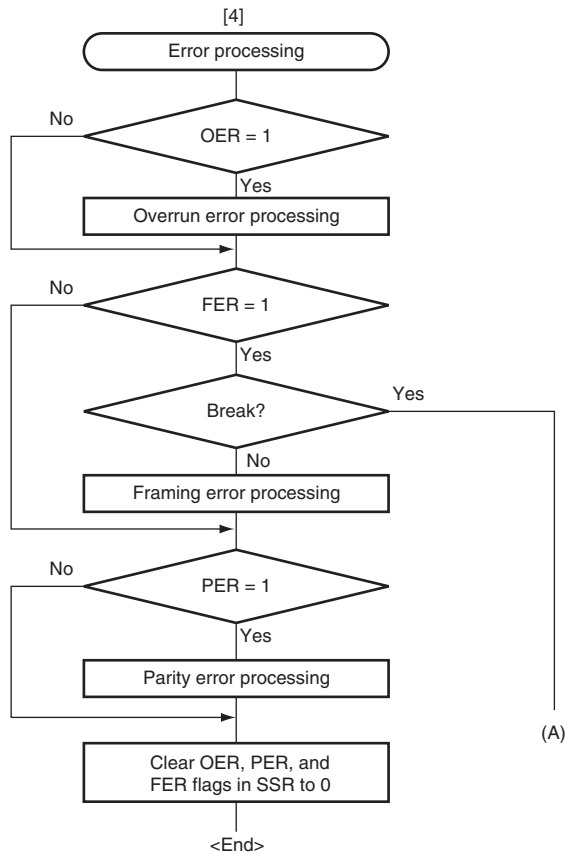 [4]
Error processing
No
OER = 1
Yes
Overrun error processing
No
FER = 1
Yes
Break?
Yes
No
Framing error processing
No
PER = 1
Yes
Parity error processing
(A)
Clear OER, PER, and
FER flags in SSR to 0
<End>